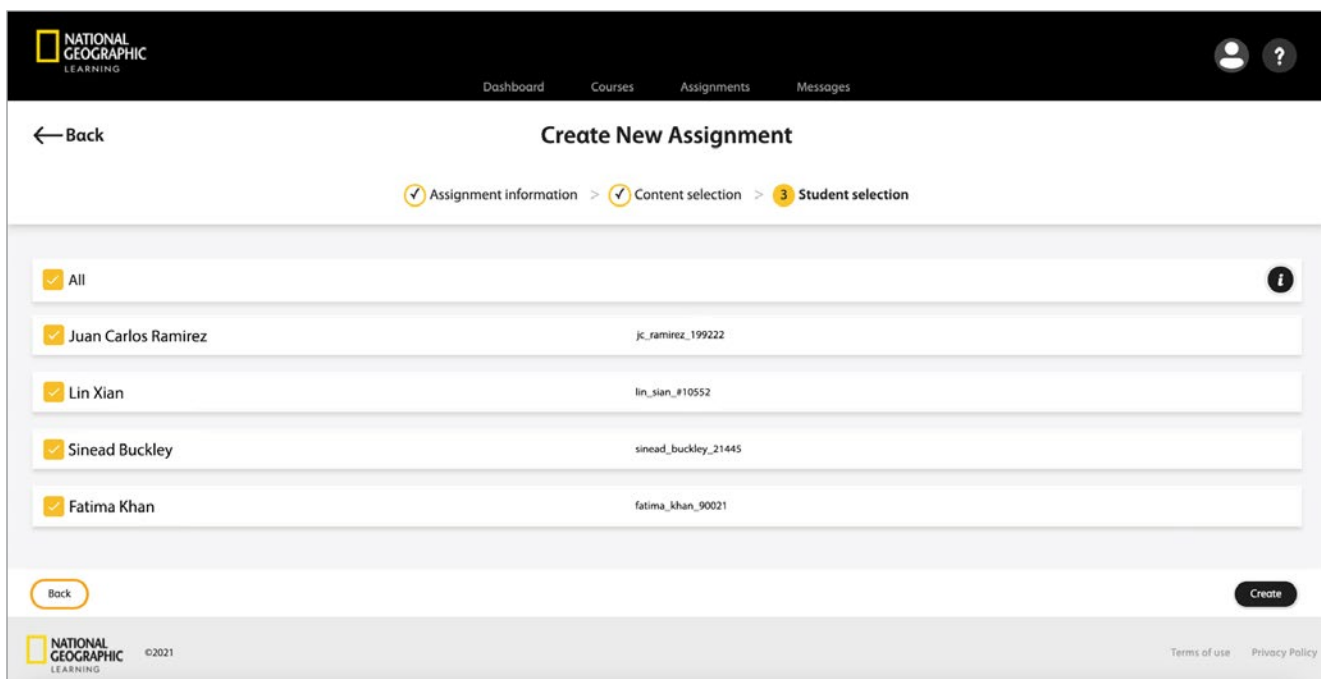 NATIONAL
GEOGRAPHIC
LEARNING
?
Dashboard Courses Assignments Messages
Back
Create New Assignment
Assignment information > Content selection > 3 Student selection
All
i
Juan Carlos Ramirez jc_ramirez_199222
Lin Xian lin_sian_#10552
Sinead Buckley sinead_buckley_21445
Fatima Khan fatima_khan_90021
Back Create
NATIONAL
GEOGRAPHIC
LEARNING
©2021
Terms of use Privacy Policy